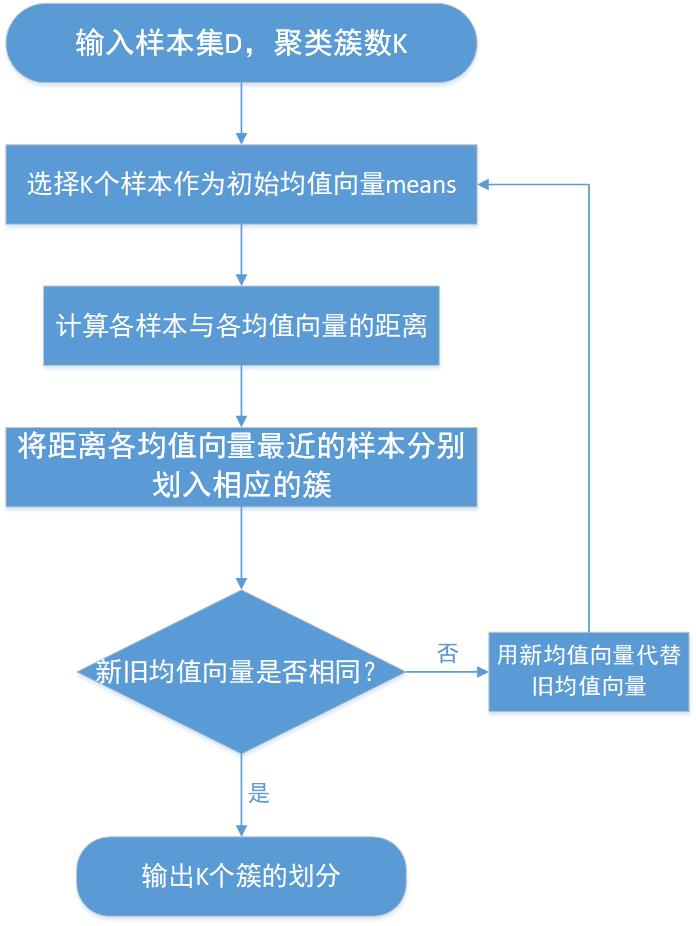 输入样本集D，聚类簇数K
选择K个样本作为初始均值向量means
计算各样本与各均值向量的距离
将距离各均值向量最近的样本分别
划入相应的簇
新旧均值向量是否相同？
否
用新均值向量代替
旧均值向量
是
输出K个簇的划分